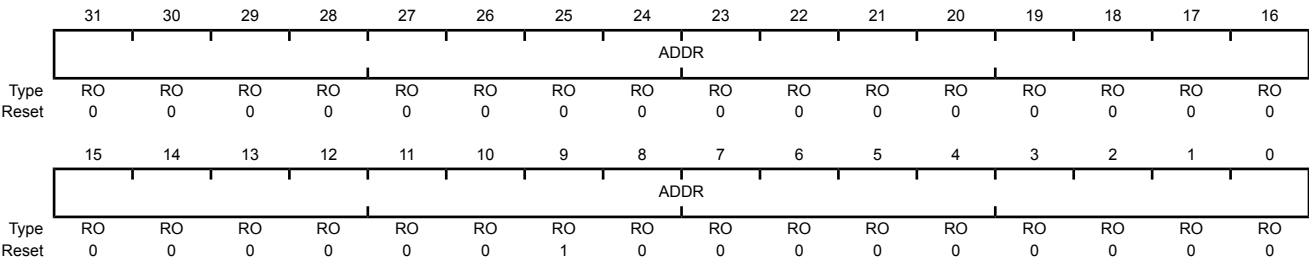 31 30 29 28 27 26 25 24 23 22 21 20 19 18 17 16
ADDR
Type RO RO RO RO RO RO RO RO RO RO RO RO RO RO RO RO
Reset 0 0 0 0 0 0 0 0 0 0 0 0 0 0 0 0
15 14 13 12 11 10 9 8 7 6 5 4 3 2 1 0
ADDR
Type RO RO RO RO RO RO RO RO RO RO RO RO RO RO RO RO
Reset 0 0 0 0 0 0 1 0 0 0 0 0 0 0 0 0